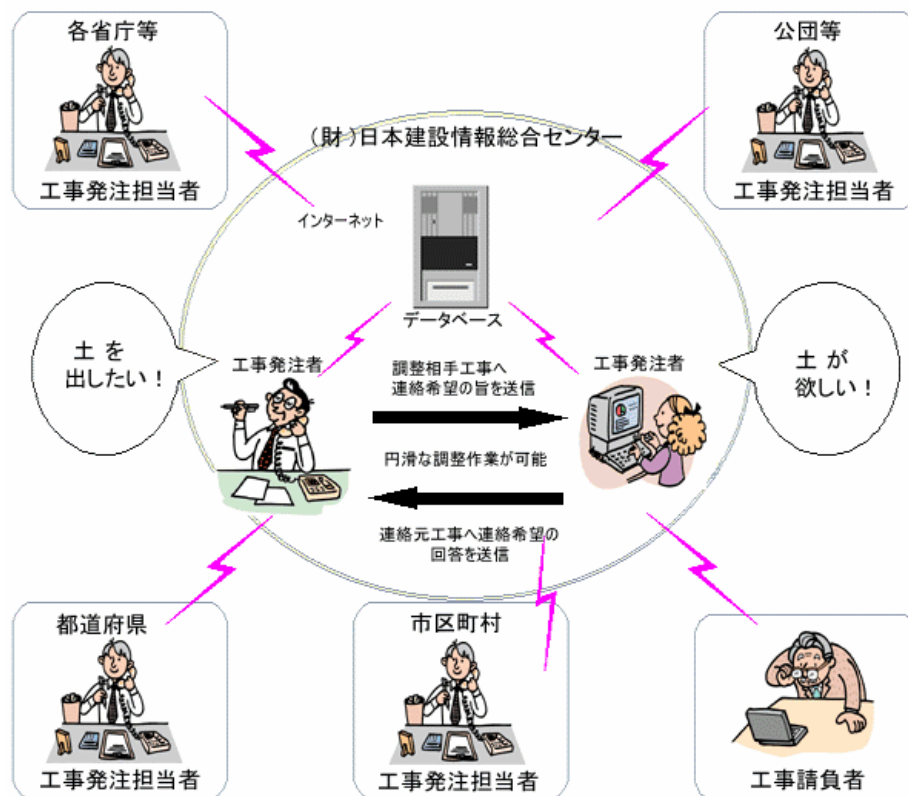 各省庁等
工事発注担当者
公団等
工事発注担当者
(財)日本建設情報総合センター
インターネット
データベース
土を
出したい!
工事発注者
調整相手工事へ
連絡希望の旨を送信
工事発注者
土が
欲しい!
円滑な調整作業が可能
連絡元工事へ連絡希望の
回答を送信
都道府県
工事発注担当者
市区町村
工事発注担当者
工事請負者